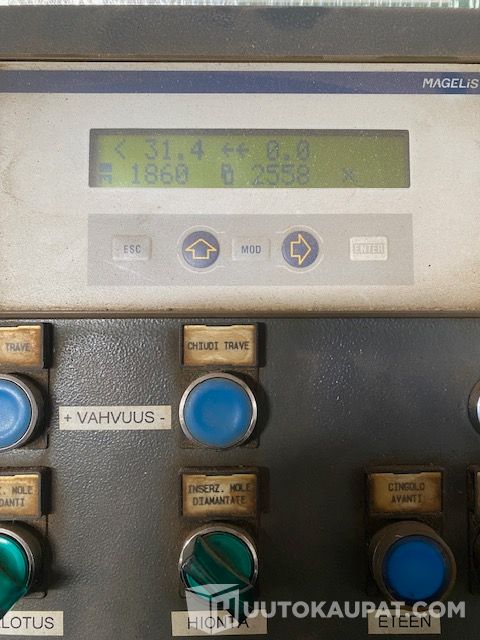 MAGELiS
< 31.4 ←← 0.0
1860 2558 x
ESC
MOD
ENTER
TRAVE
CHIUDI TRAVE
+ VAHVUUS -
MOLE
INSERZ. MOLE
DIAMANTATE
CINGOLO
AVANTI
LOTUS
HIONTA
ETEEN
HUUTOKAUPAT.COM